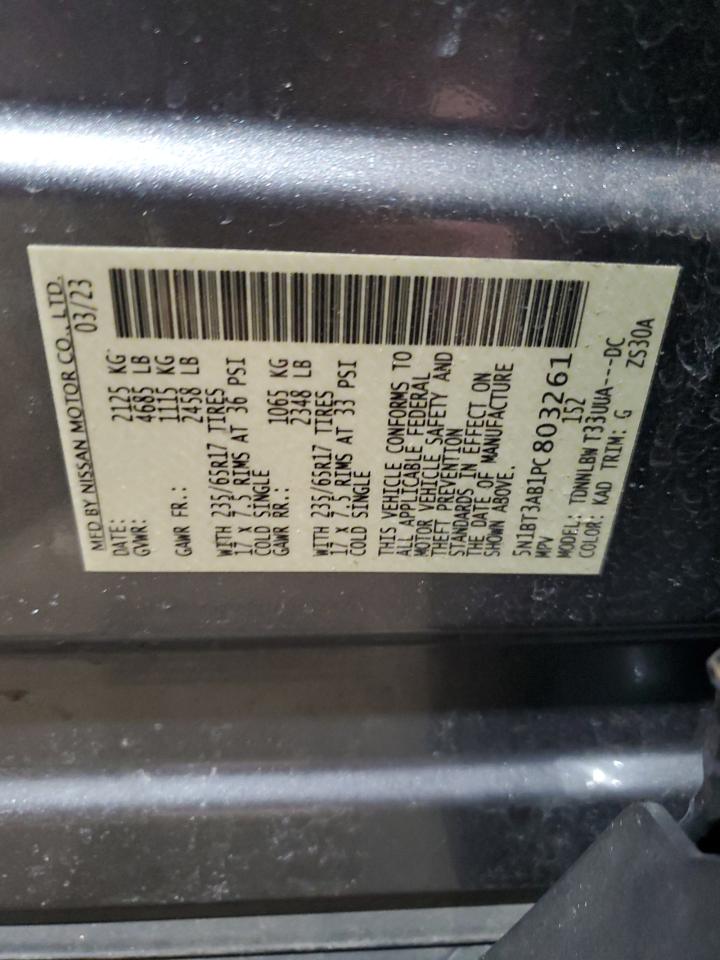 MFD BY NISSAN MOTOR CO., LTD.
DATE: 03/23
GVWR: 2125 KG
4685 LB
GAWR FR.: 1115 KG
2458 LB
WITH 235/65R17 TIRES
17 X 7.5 RIMS AT 36 PSI
COLD SINGLE
GAWR RR.: 1065 KG
2348 LB
WITH 235/65R17 TIRES
17 X 7.5 RIMS AT 33 PSI
COLD SINGLE
THIS VEHICLE CONFORMS TO
ALL APPLICABLE FEDERAL
MOTOR VEHICLE SAFETY AND
THEFT PREVENTION
STANDARDS IN EFFECT ON
THE DATE OF MANUFACTURE
SHOWN ABOVE.
5N1BT3AB1PC803261
MPV 152
MODEL: TDNNLBW T33UUA---DC
COLOR: KAD TRIM: G ZS30A